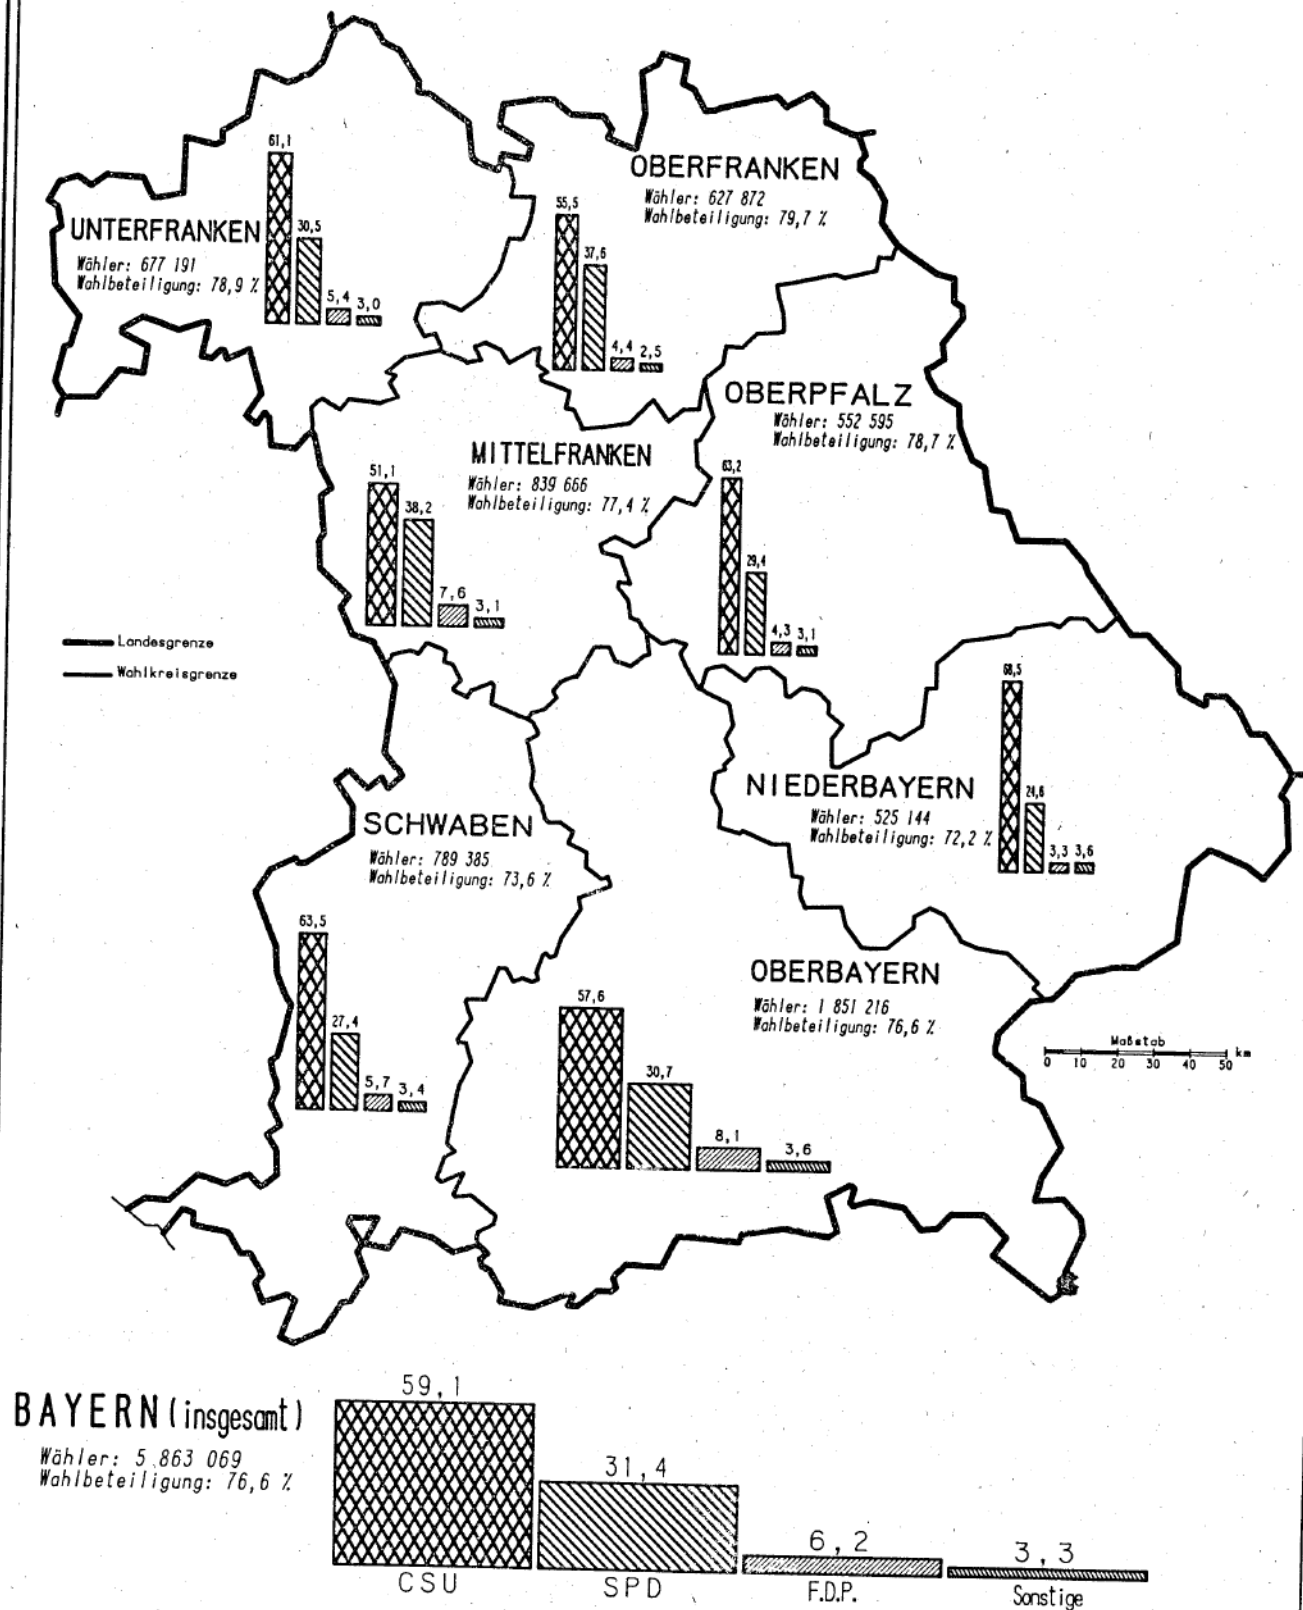 OBERFRANKEN
Wähler: 627 872
Wahlbeteiligung: 79,7 %
55,5
37,6
4,4
2,5
UNTERFRANKEN
Wähler: 677 191
Wahlbeteiligung: 78,9 %
61,1
30,5
5,4
3,0
OBERPFALZ
Wähler: 552 595
Wahlbeteiligung: 78,7 %
63,2
29,4
4,3
3,1
MITTELFRANKEN
Wähler: 839 666
Wahlbeteiligung: 77,4 %
51,1
38,2
7,6
3,1
Landesgrenze
Wahlkreisgrenze
NIEDERBAYERN
Wähler: 525 144
Wahlbeteiligung: 72,2 %
68,5
24,6
3,3
3,6
SCHWABEN
Wähler: 789 385
Wahlbeteiligung: 73,6 %
63,5
27,4
5,7
3,4
OBERBAYERN
Wähler: 1 851 216
Wahlbeteiligung: 76,6 %
57,6
30,7
8,1
3,6
Maßstab
0 10 20 30 40 50 km
BAYERN (insgesamt)
Wähler: 5 863 069
Wahlbeteiligung: 76,6 %
59,1
31,4
6,2
3,3
CSU
SPD
F.D.P.
Sonstige